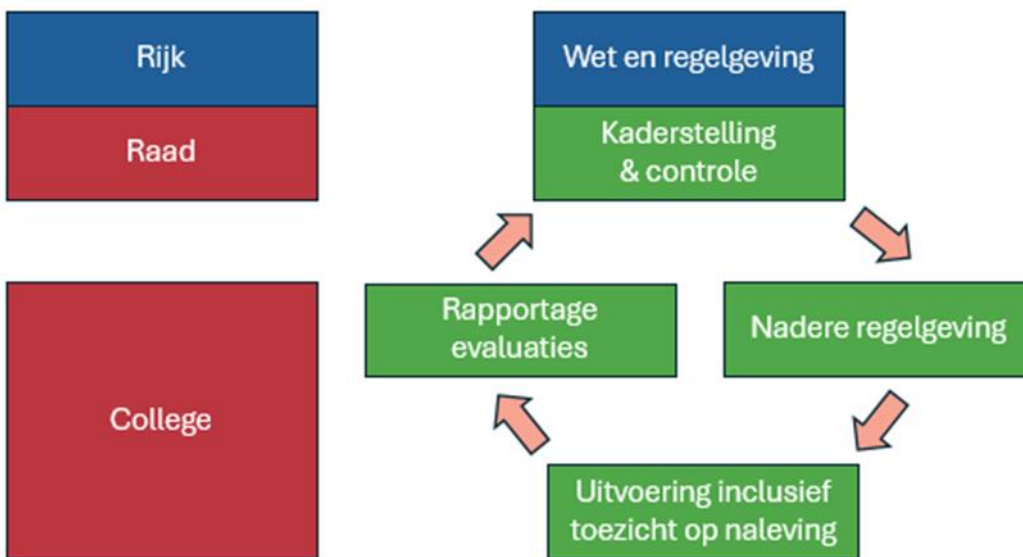 Rijk
Wet en regelgeving
Raad
Kaderstelling
& controle
Rapportage
evaluaties
Nadere regelgeving
College
Uitvoering inclusief
toezicht op naleving